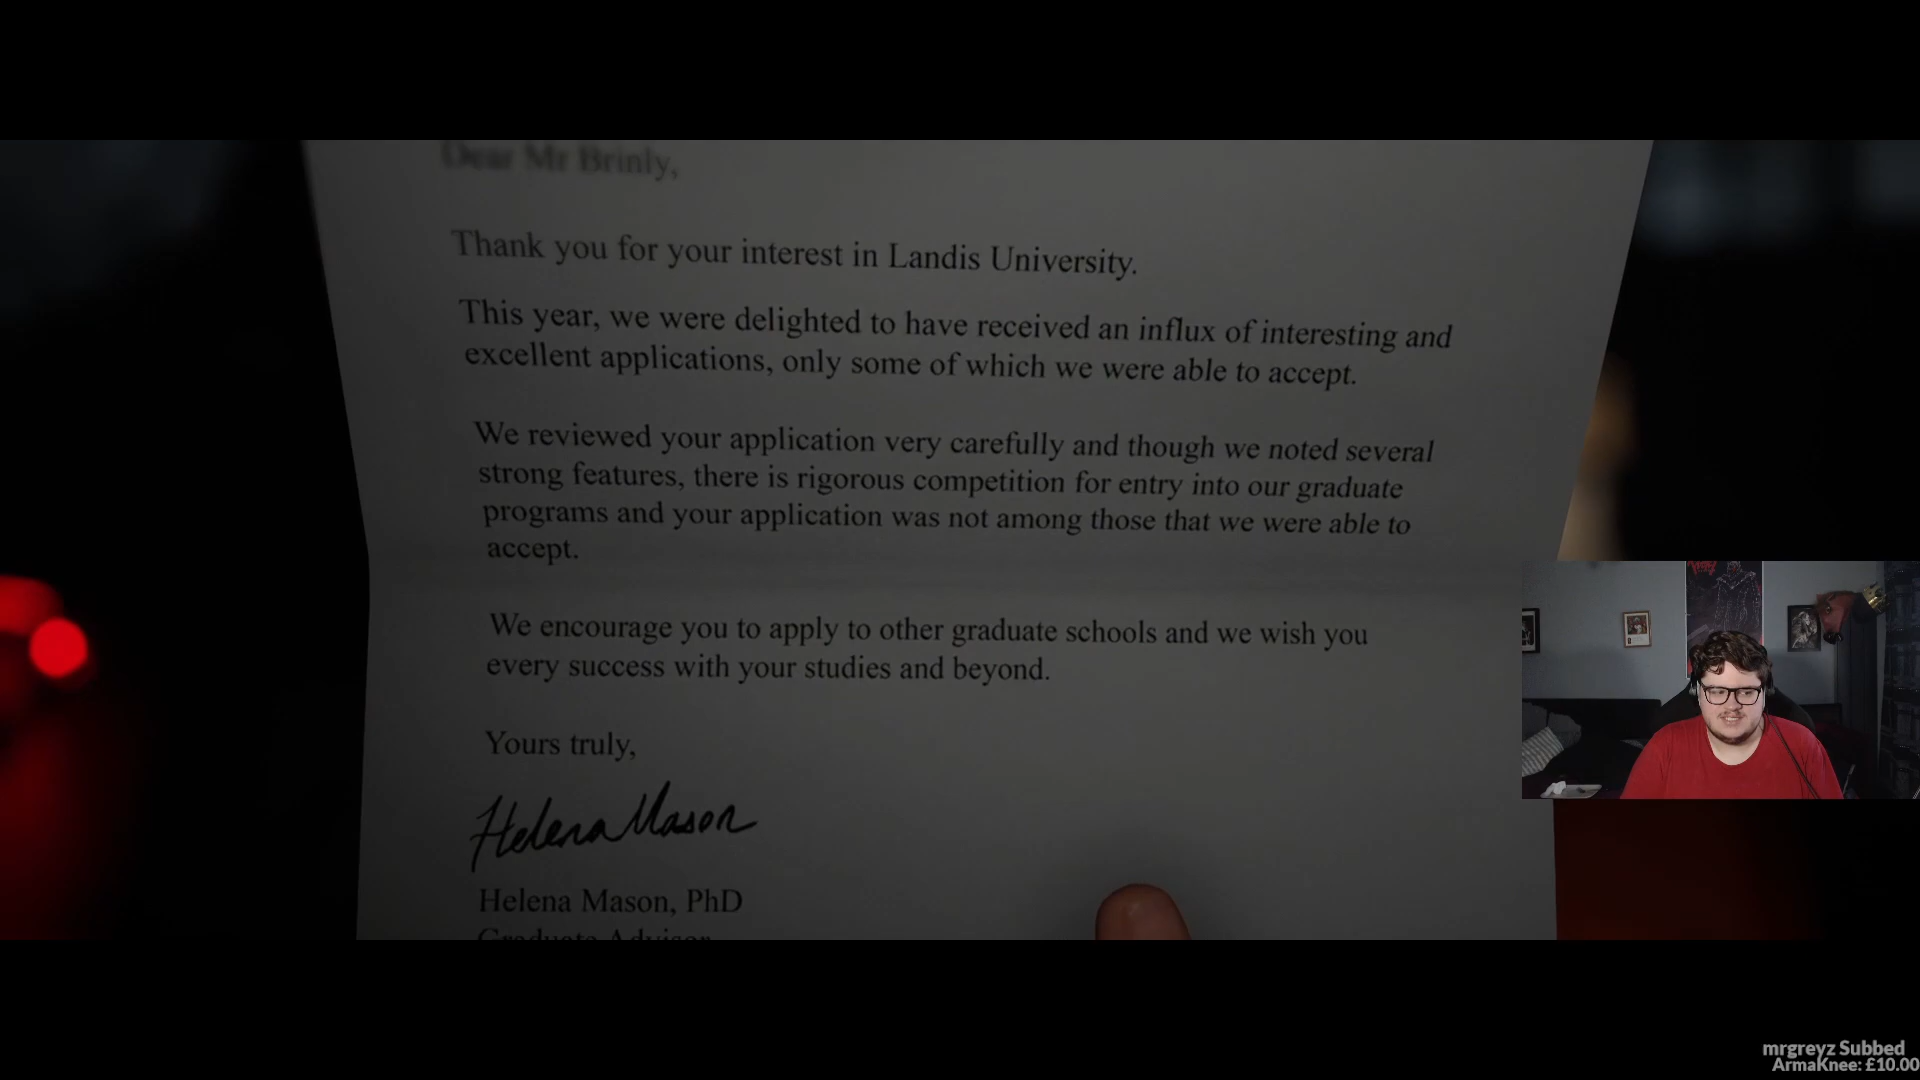 Dear Mr Brinly,
Thank you for your interest in Landis University.
This year, we were delighted to have received an influx of interesting and
excellent applications, only some of which we were able to accept.
We reviewed your application very carefully and though we noted several
strong features, there is rigorous competition for entry into our graduate
programs and your application was not among those that we were able to
accept.
We encourage you to apply to other graduate schools and we wish you
every success with your studies and beyond.
Yours truly,
Helena Mason
Helena Mason, PhD
Graduate Advisor
mrgreyz Subbed
ArmaKnee: £10.00